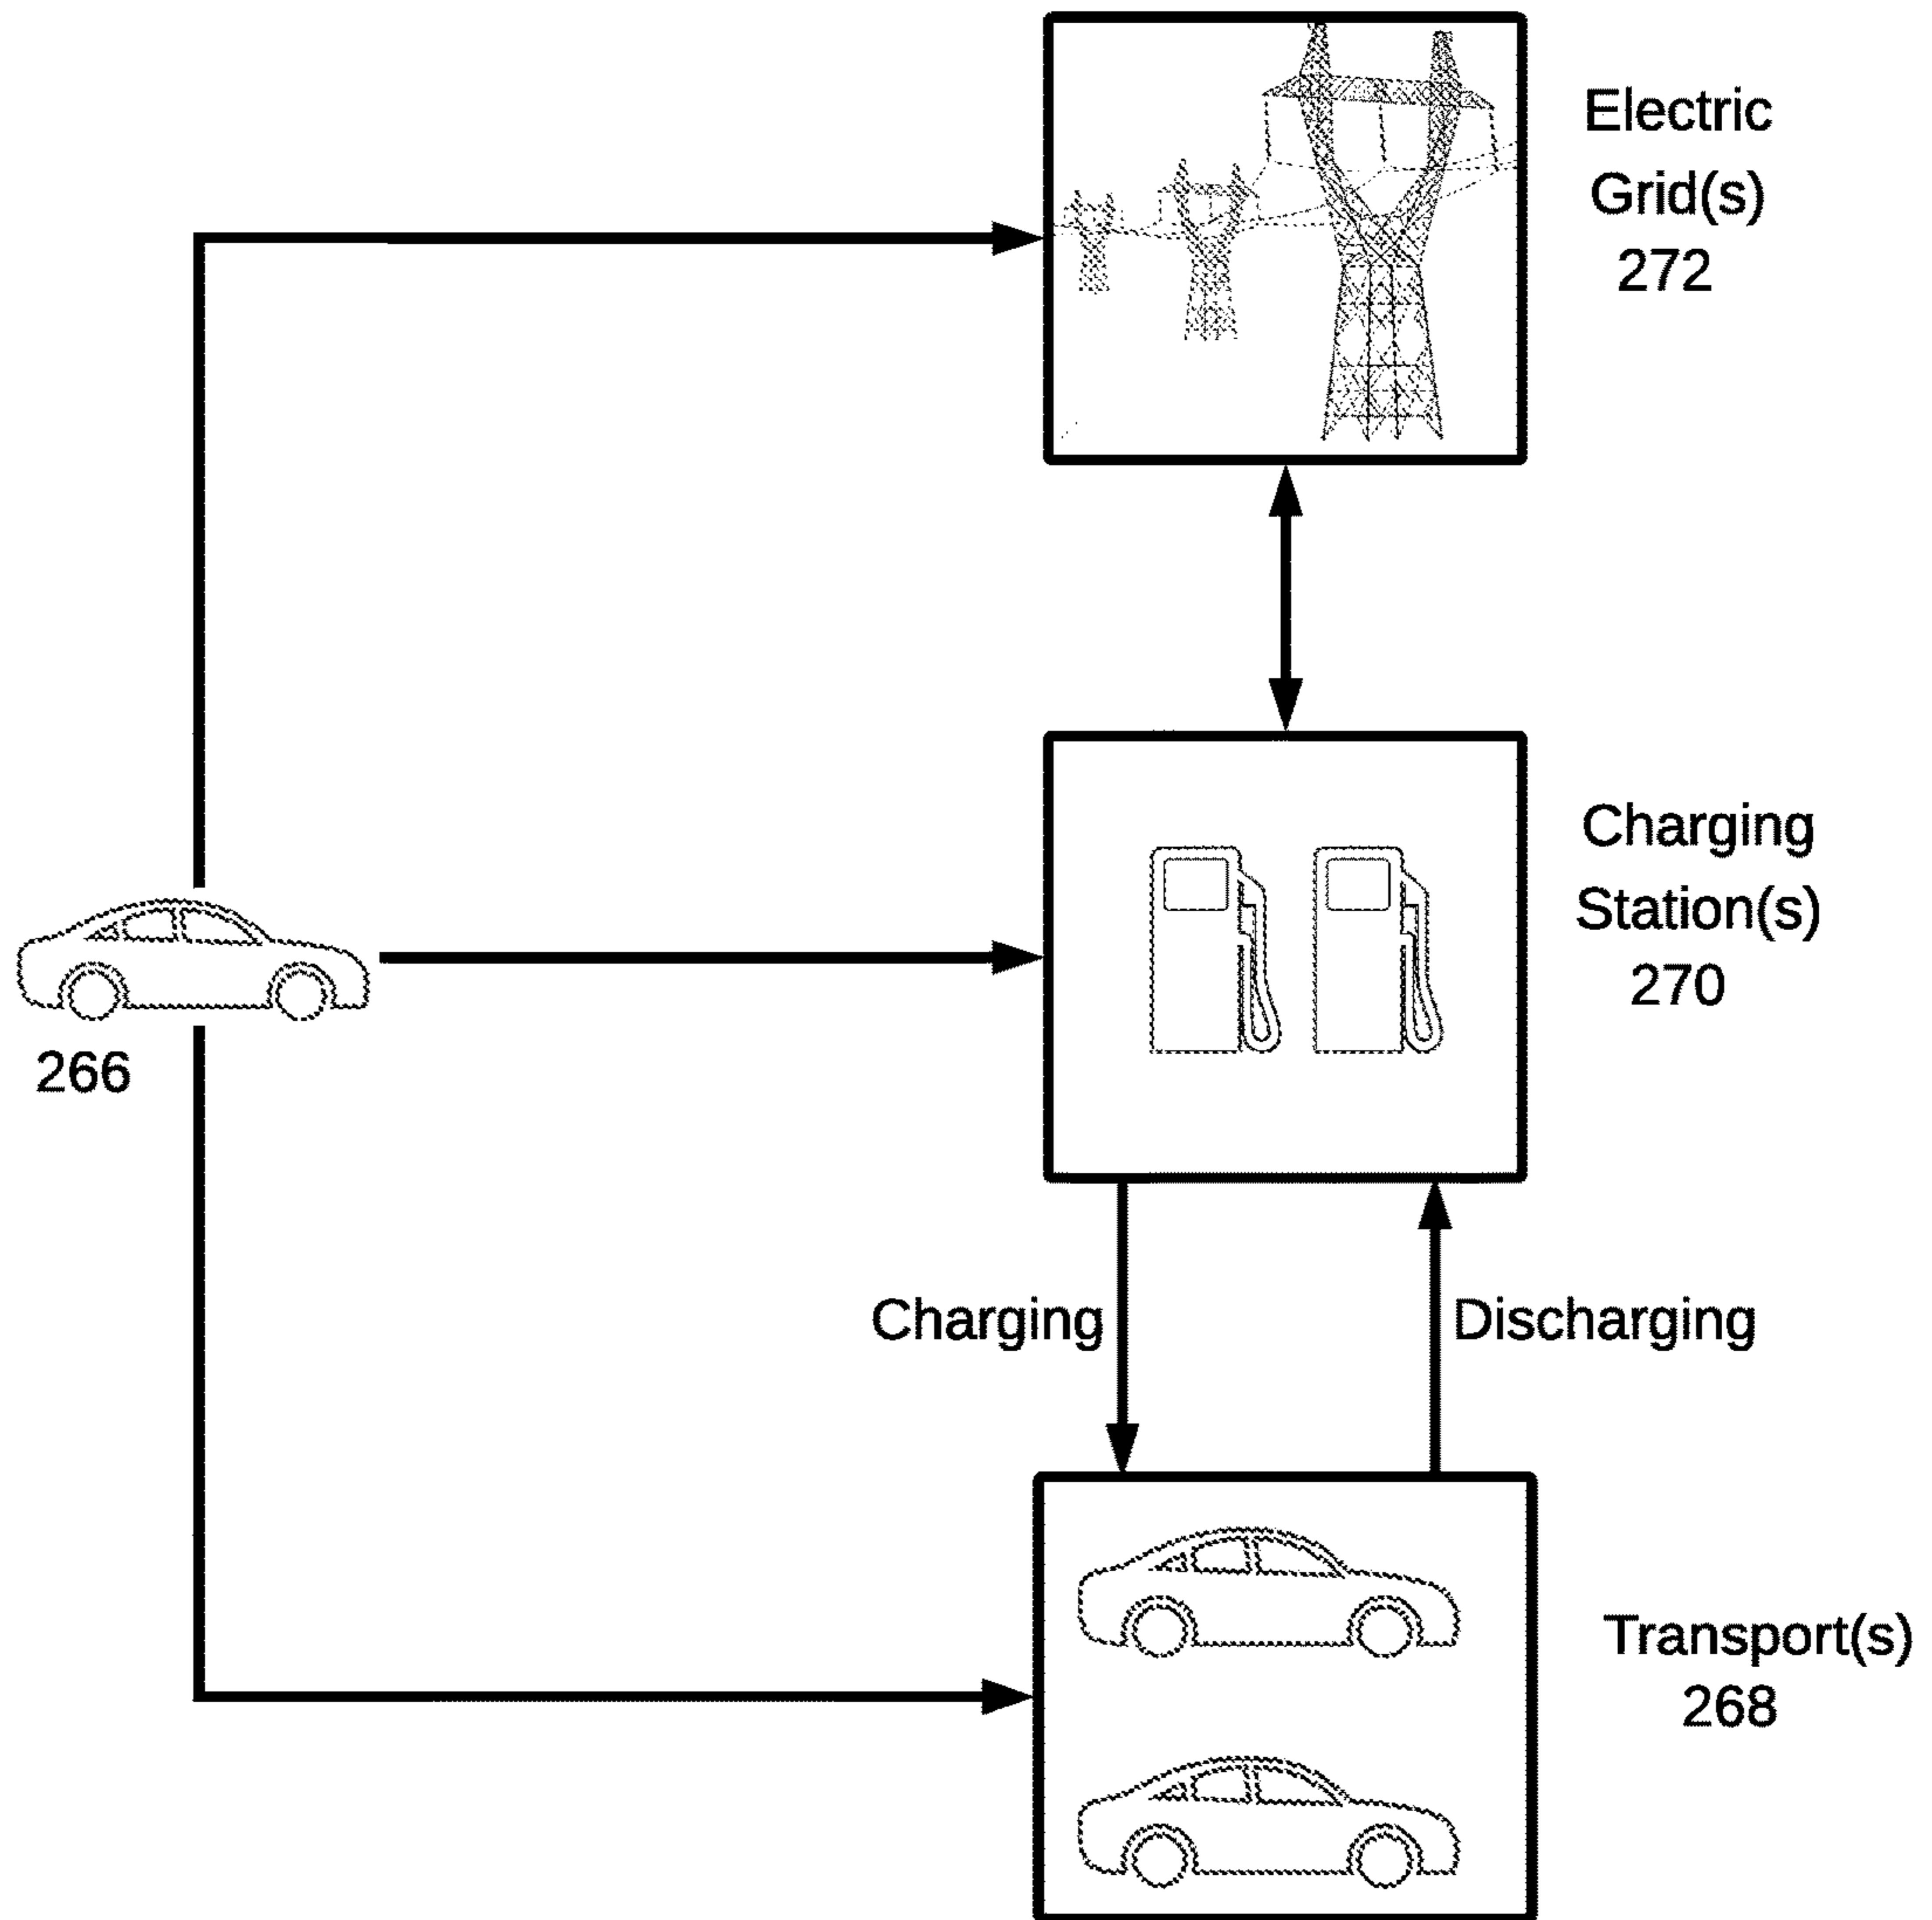 Electric
Grid(s)
272
Charging
Station(s)
270
266
Charging
Discharging
Transport(s)
268